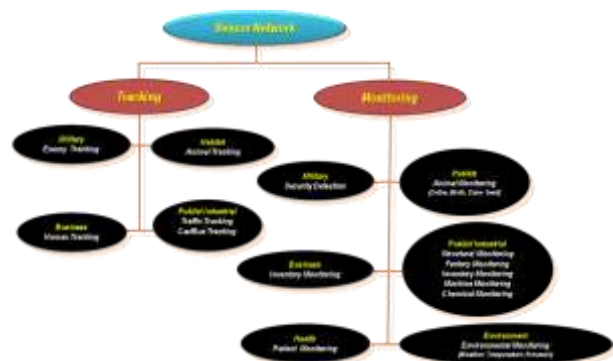 Sensor Network
Tracking
Monitoring
Military
Enemy Tracking
Habitat
Animal Tracking
Business
Human Tracking
Public/Industrial
Traffic Tracking
Car/Bus Tracking
Military
Security Detection
Habitat
Animal Monitoring
Business
Inventory Monitoring
Public/Industrial
Structural Monitoring
Factory Monitoring
Inventory Monitoring
Machine Monitoring
Chemical Monitoring
Health
Patient Monitoring
Environment
Environmental Monitoring